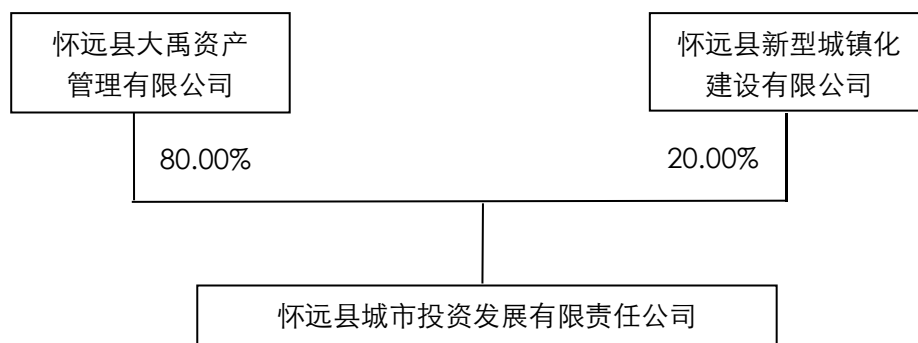 怀远县大禹资产
管理有限公司
怀远县新型城镇化
建设有限公司
80.00%
20.00%
怀远县城市投资发展有限责任公司